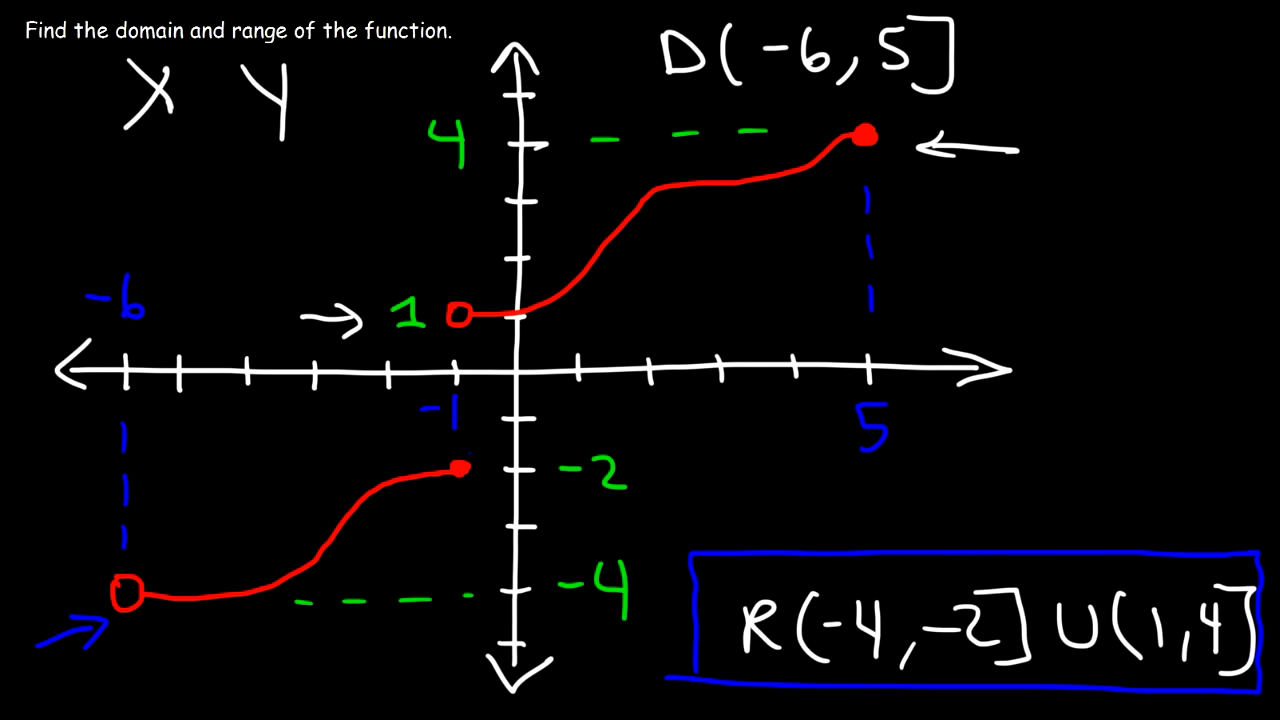 Find the domain and range of the function.
X Y
D(-6,5]
4
-6
1
-1
5
-2
-4
R(-4,-2] U(1,4]